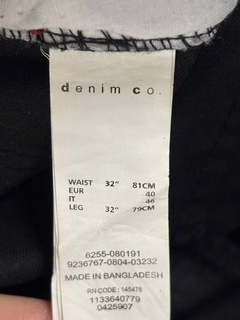 denim co.
WAIST 32" 81CM
EUR 40
IT 46
LEG 32" 79CM
6255-080191
9236767-0804-03232
MADE IN BANGLADESH
RN CODE: 145478
1133640779
0425907